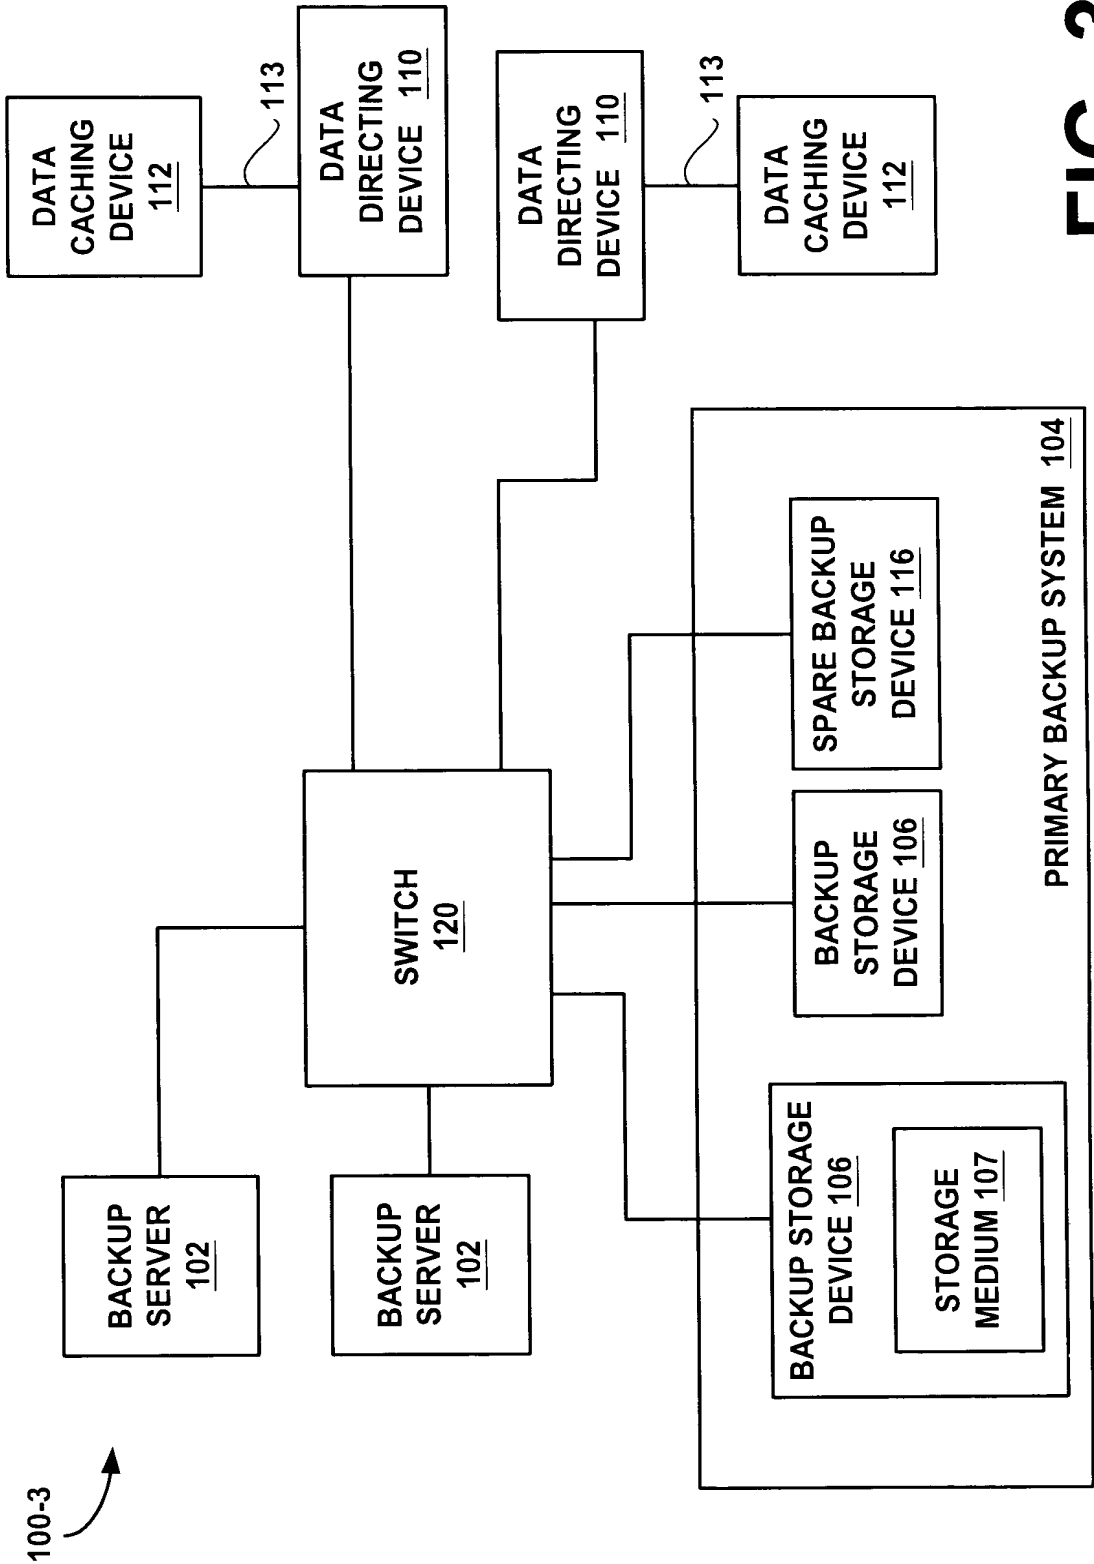 100-3
BACKUP
SERVER
102
BACKUP
SERVER
102
SWITCH
120
DATA
CACHING
DEVICE
112
113
DATA
DIRECTING
DEVICE 110
DATA
DIRECTING
DEVICE 110
113
DATA
CACHING
DEVICE
112
BACKUP STORAGE
DEVICE 106
STORAGE
MEDIUM 107
BACKUP
STORAGE
DEVICE 106
SPARE BACKUP
STORAGE
DEVICE 116
PRIMARY BACKUP SYSTEM 104
FIG.